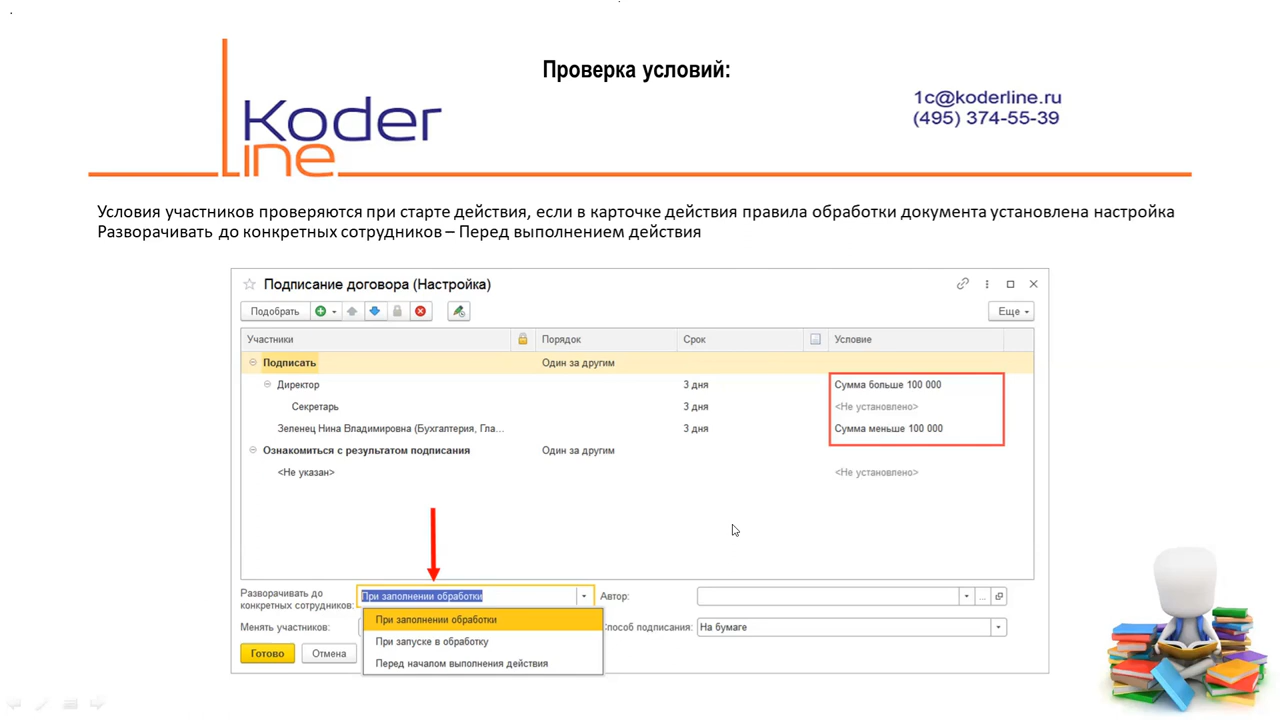 Проверка условий:
Koder
line
1c@koderline.ru
(495) 374-55-39
Условия участников проверяются при старте действия, если в карточке действия правила обработки документа установлена настройка
Разворачивать до конкретных сотрудников – Перед выполнением действия
Подписание договора (Настройка)
Подобрать
Еще
Участники Порядок Срок Условие
Подписать Один за другим
Директор 3 дня Сумма больше 100 000
Секретарь 3 дня <Не установлено>
Зеленец Нина Владимировна (Бухгалтерия, Гла... 3 дня Сумма меньше 100 000
Ознакомиться с результатом подписания Один за другим
<Не указан> <Не установлено>
Разворачивать до
конкретных сотрудников: При заполнении обработки Автор:
При заполнении обработки
Менять участников: пособ подписания: На бумаге
При запуске в обработку
Готово Отмена
Перед началом выполнения действия